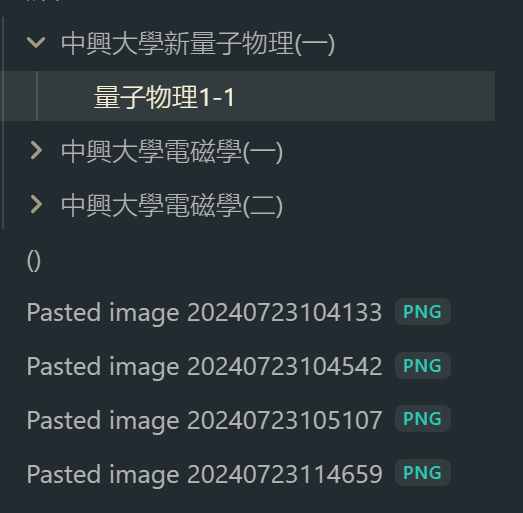 中興大學新量子物理(一)
量子物理1-1
中興大學電磁學(一)
中興大學電磁學(二)
()
Pasted image 20240723104133 PNG
Pasted image 20240723104542 PNG
Pasted image 20240723105107 PNG
Pasted image 20240723114659 PNG